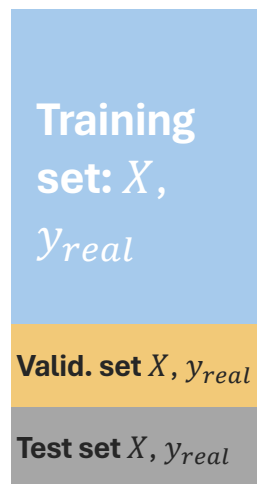 Training
set: X,
y_real
Valid. set X, y_real
Test set X, y_real